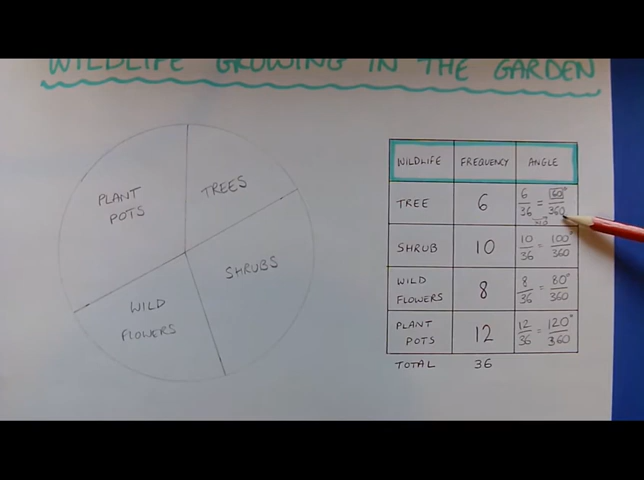 WILDLIFE GROWING IN THE GARDEN
PLANT
POTS
TREES
SHRUBS
WILD
FLOWERS
WILDLIFE FREQUENCY ANGLE
TREE 6 6/36 = 60°/360
SHRUB 10 10/36 = 100°/360
WILD
FLOWERS 8 8/36 = 80°/360
PLANT
POTS 12 12/36 = 120°/360
TOTAL 36